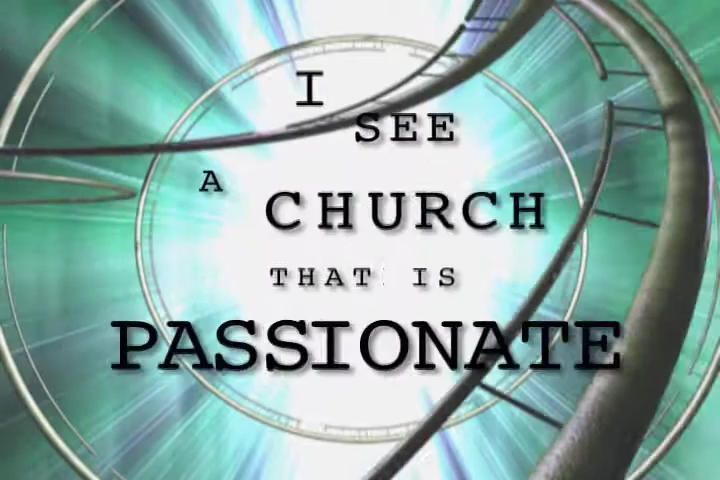 I
SEE
A
CHURCH
THAT IS
PASSIONATE